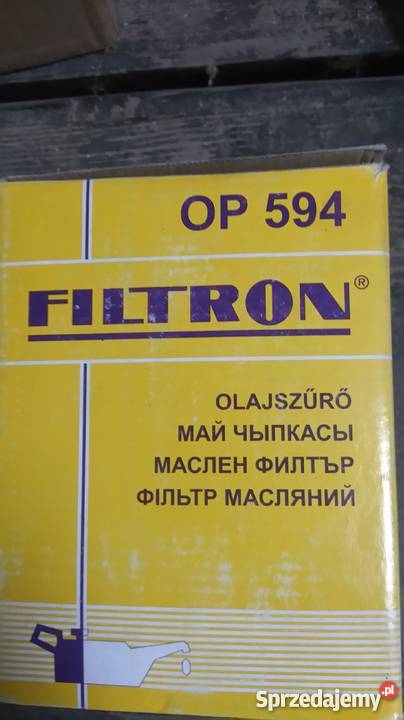 OP 594
FILTRON®
OLAJSZŰRŐ
МАЙ ЧЫПКАСЫ
МАСЛЕН ФИЛТЪР
ФІЛЬТР МАСЛЯНИЙ
Sprzedajemy.pl